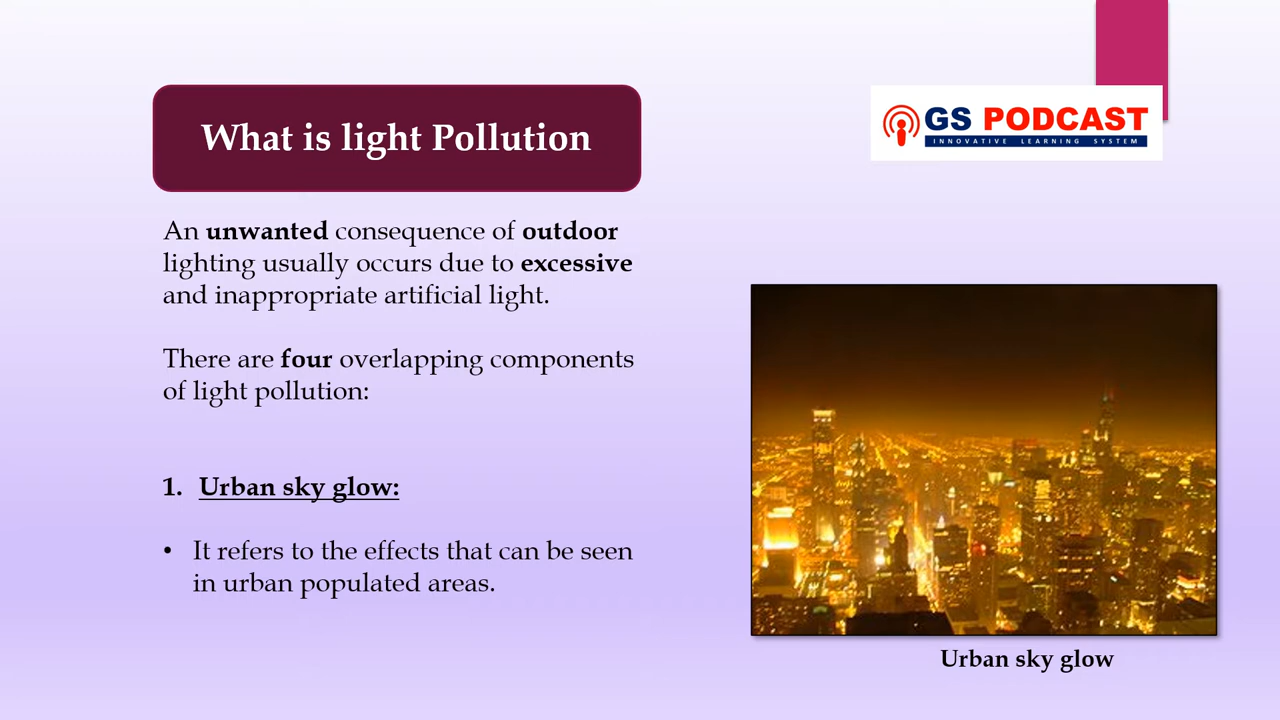 What is light Pollution
GS PODCAST
INNOVATIVE LEARNING SYSTEM
An unwanted consequence of outdoor
lighting usually occurs due to excessive
and inappropriate artificial light.
There are four overlapping components
of light pollution:
1. Urban sky glow:
• It refers to the effects that can be seen
in urban populated areas.
Urban sky glow